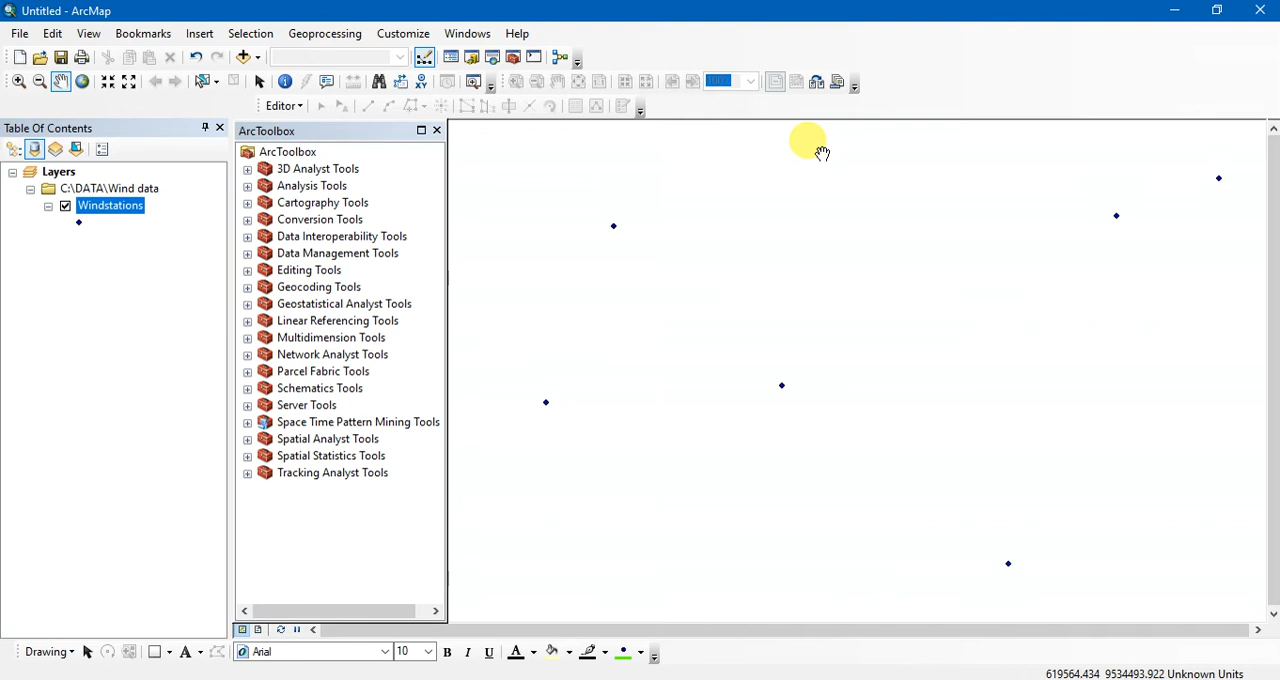 Untitled - ArcMap
File Edit View Bookmarks Insert Selection Geoprocessing Customize Windows Help
Editor
Table Of Contents
Layers
C:\DATA\Wind data
Windstations
ArcToolbox
ArcToolbox
3D Analyst Tools
Analysis Tools
Cartography Tools
Conversion Tools
Data Interoperability Tools
Data Management Tools
Editing Tools
Geocoding Tools
Geostatistical Analyst Tools
Linear Referencing Tools
Multidimension Tools
Network Analyst Tools
Parcel Fabric Tools
Schematics Tools
Server Tools
Space Time Pattern Mining Tools
Spatial Analyst Tools
Spatial Statistics Tools
Tracking Analyst Tools
Drawing A Arial 10 B I U A
619564.434 9534493.922 Unknown Units